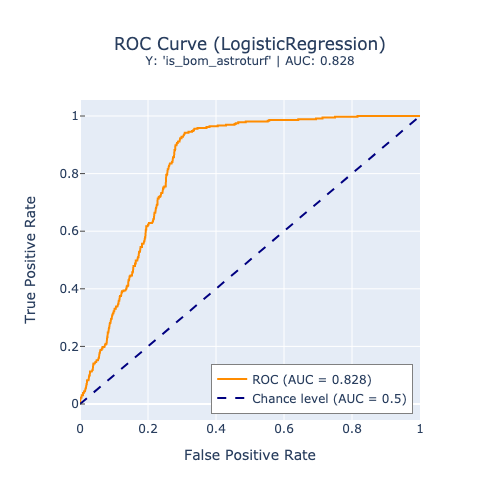 ROC Curve (LogisticRegression)
Y: 'is_bom_astroturf' | AUC: 0.828
1
0.8
0.6
0.4
0.2
0
True Positive Rate
ROC (AUC = 0.828)
Chance level (AUC = 0.5)
0 0.2 0.4 0.6 0.8 1
False Positive Rate